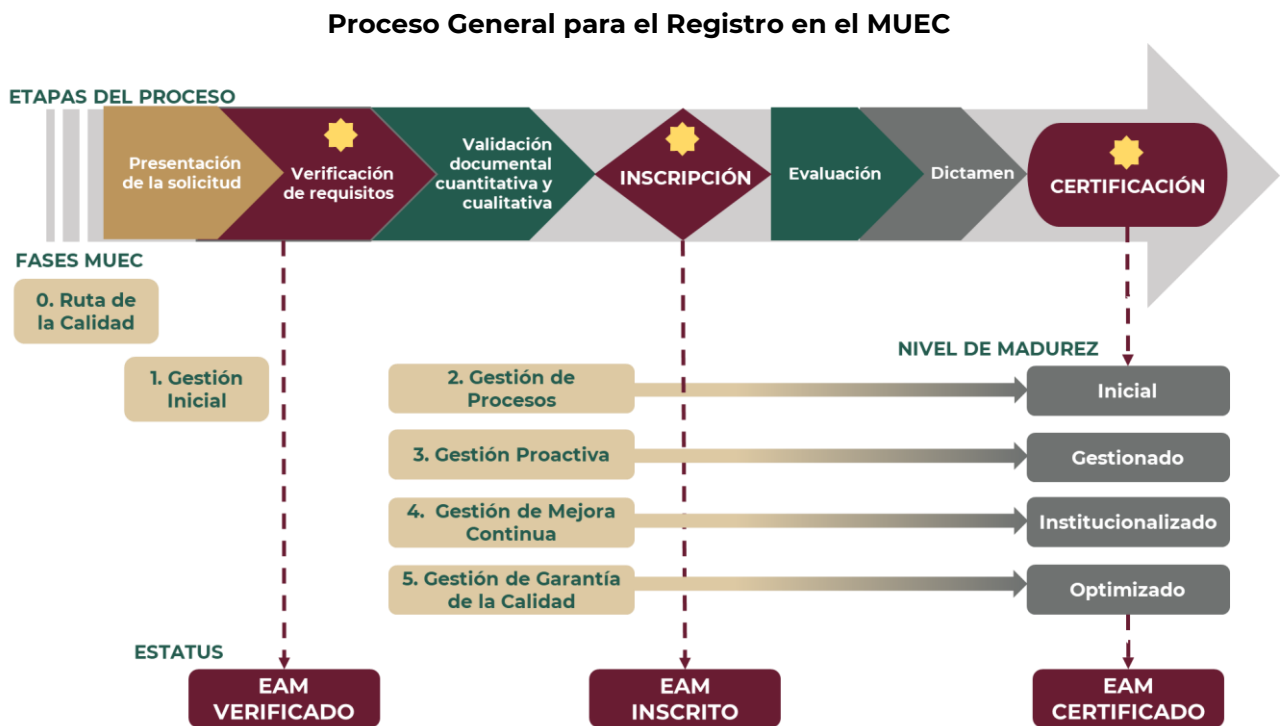 Proceso General para el Registro en el MUEC
ETAPAS DEL PROCESO
Presentación
de la solicitud
Verificación
de requisitos
Validación
documental
cuantitativa y
cualitativa
INSCRIPCIÓN
Evaluación
Dictamen
CERTIFICACIÓN
FASES MUEC
0. Ruta de
la Calidad
1. Gestión
Inicial
NIVEL DE MADUREZ
2. Gestión de
Procesos
Inicial
3. Gestión Proactiva
Gestionado
4. Gestión de Mejora
Continua
Institucionalizado
5. Gestión de Garantía
de la Calidad
Optimizado
ESTATUS
EAM
VERIFICADO
EAM
INSCRITO
EAM
CERTIFICADO